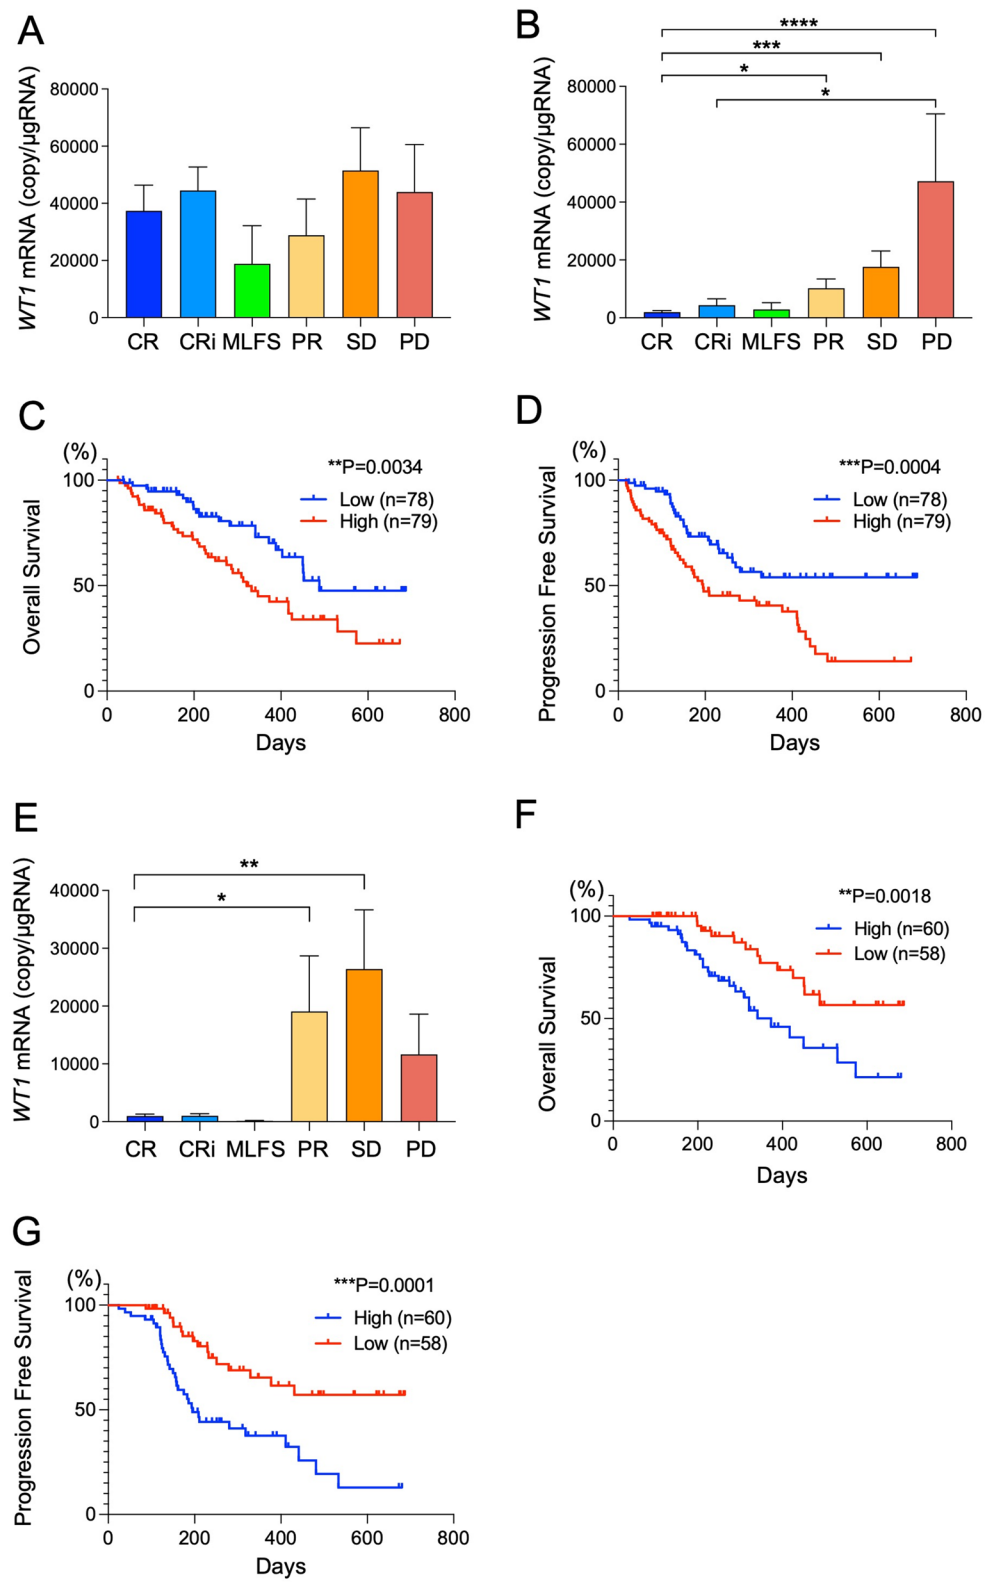 A
WT1 mRNA (copy/µgRNA)
80000
60000
40000
20000
0
CR CRi MLFS PR SD PD
B
WT1 mRNA (copy/µgRNA)
80000
60000
40000
20000
0
****
***
*
*
CR CRi MLFS PR SD PD
C
(%)
Overall Survival
100
50
0
**P=0.0034
Low (n=78)
High (n=79)
0 200 400 600 800
Days
D
(%)
Progression Free Survival
100
50
0
***P=0.0004
Low (n=78)
High (n=79)
0 200 400 600 800
Days
E
WT1 mRNA (copy/µgRNA)
40000
30000
20000
10000
0
**
*
CR CRi MLFS PR SD PD
F
(%)
Overall Survival
100
50
0
**P=0.0018
High (n=60)
Low (n=58)
0 200 400 600 800
Days
G
(%)
Progression Free Survival
100
50
0
***P=0.0001
High (n=60)
Low (n=58)
0 200 400 600 800
Days